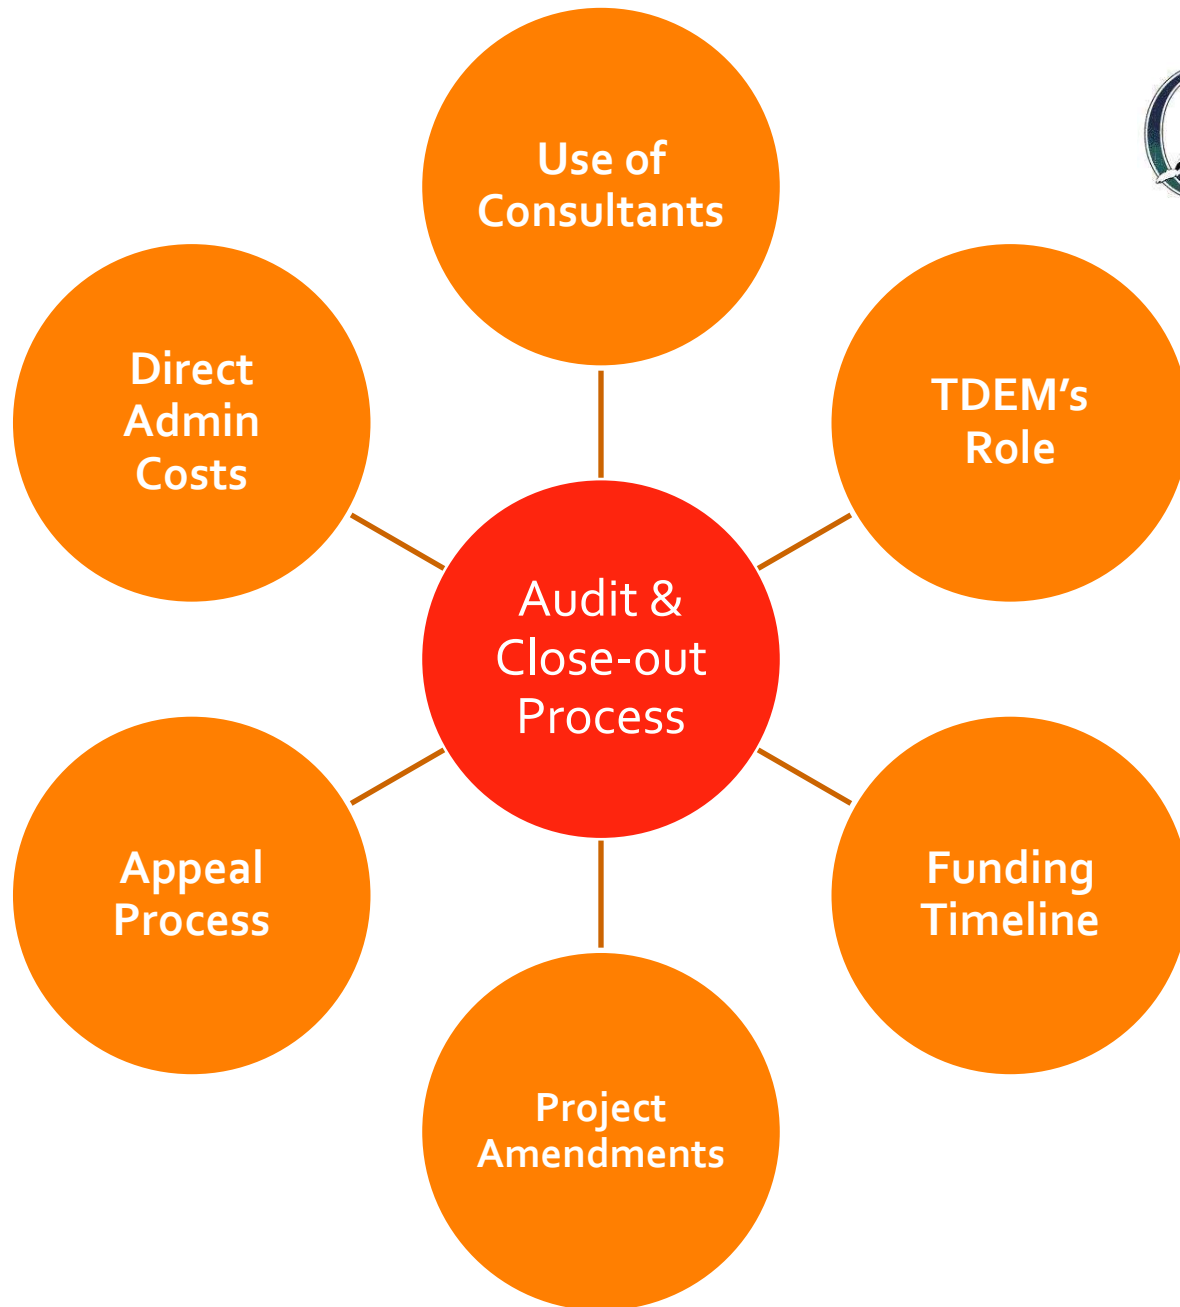 Use of
Consultants
TDEM’s
Role
Funding
Timeline
Project
Amendments
Appeal
Process
Direct
Admin
Costs
Audit &
Close-out
Process